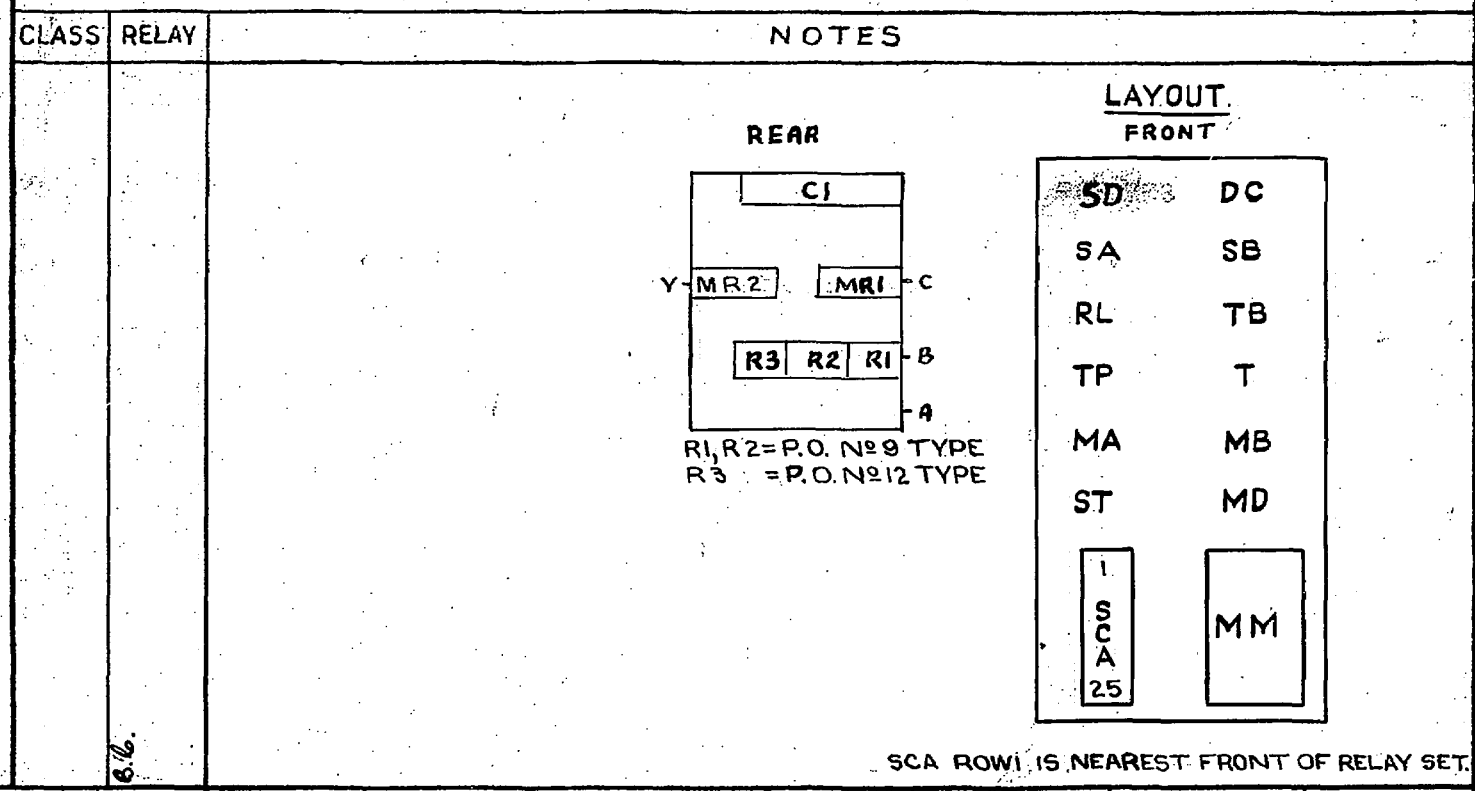 CLASS RELAY NOTES
LAYOUT.
REAR
FRONT
C1
Y MR2 MR1 C
R3 R2 R1 B
A
R1, R2 = P.O. Nº 9 TYPE
R3 = P.O. Nº 12 TYPE
SD DC
SA SB
RL TB
TP T
MA MB
ST MD
1
SCA
25
MM
SCA ROW1 IS NEAREST FRONT OF RELAY SET.